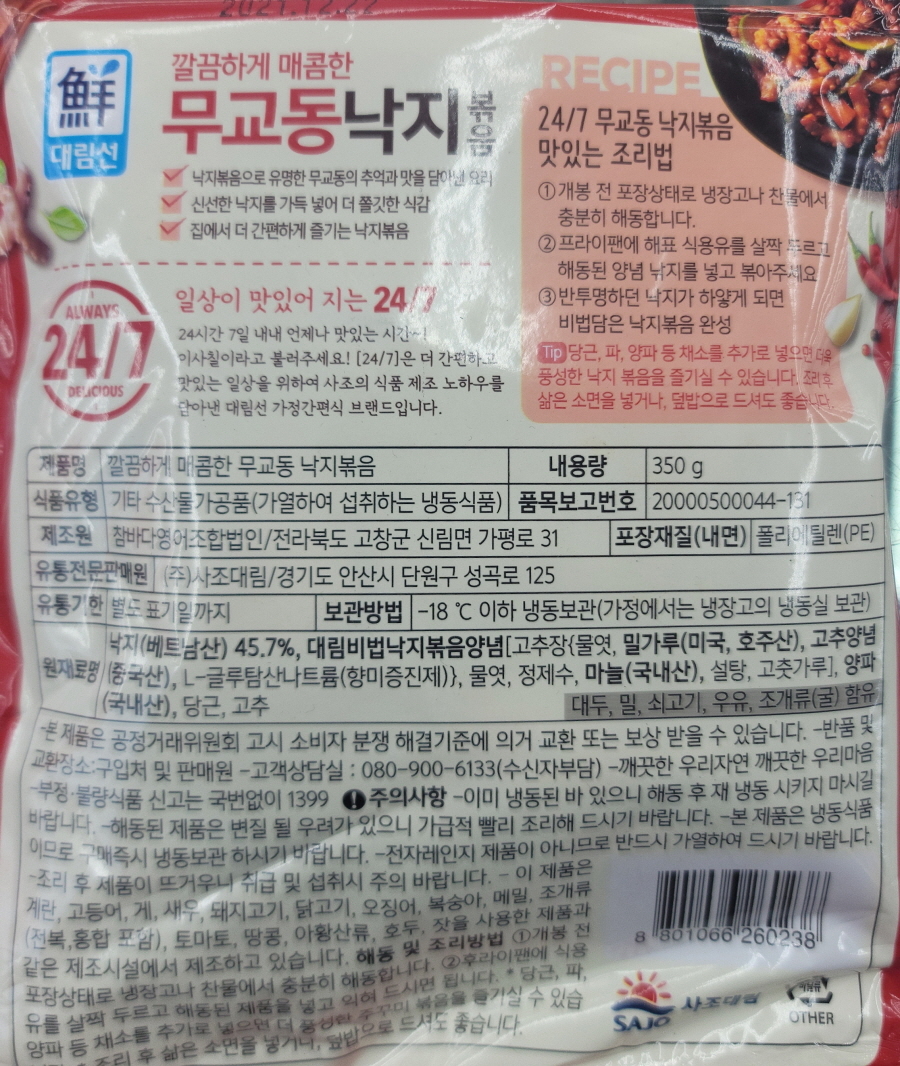 2021.12.22
鮮
대림선
깔끔하게 매콤한
무교동낙지볶음
낙지볶음으로 유명한 무교동의 추억과 맛을 담아낸 요리
신선한 낙지를 가득 넣어 더 쫄깃한 식감
집에서 더 간편하게 즐기는 낙지볶음
ALWAYS
24/7
DELICIOUS
일상이 맛있어 지는 24/7
24시간 7일 내내 언제나 맛있는 시간~!
이사칠이라고 불러주세요! [24/7]은 더 간편하고
맛있는 일상을 위하여 사조의 식품 제조 노하우를
담아낸 대림선 가정간편식 브랜드입니다.
RECIPE
24/7 무교동 낙지볶음
맛있는 조리법
①개봉 전 포장상태로 냉장고나 찬물에서
충분히 해동합니다.
②프라이팬에 해표 식용유를 살짝 두르고
해동된 양념 낙지를 넣고 볶아주세요
③반투명하던 낙지가 하얗게 되면
비법담은 낙지볶음 완성
Tip 당근, 파, 양파 등 채소를 추가로 넣으면 더욱
풍성한 낙지 볶음을 즐기실 수 있습니다. 조리 후
삶은 소면을 넣거나, 덮밥으로 드셔도 좋습니다.
제품명 깔끔하게 매콤한 무교동 낙지볶음 내용량 350 g
식품유형 기타 수산물가공품(가열하여 섭취하는 냉동식품) 품목보고번호 20000500044-131
제조원 참바다영어조합법인/전라북도 고창군 신림면 가평로 31 포장재질(내면) 폴리에틸렌(PE)
유통전문판매원 (주)사조대림/경기도 안산시 단원구 성곡로 125
유통기한 별도 표기일까지 보관방법 -18 ℃ 이하 냉동보관(가정에서는 냉장고의 냉동실 보관)
원재료명 낙지(베트남산) 45.7%, 대림비법낙지볶음양념[고추장{물엿, 밀가루(미국, 호주산), 고추양념
(중국산), L-글루탐산나트륨(향미증진제)}, 물엿, 정제수, 마늘(국내산), 설탕, 고춧가루], 양파
(국내산), 당근, 고추
대두, 밀, 쇠고기, 우유, 조개류(굴) 함유
-본 제품은 공정거래위원회 고시 소비자 분쟁 해결기준에 의거 교환 또는 보상 받을 수 있습니다. -반품 및
교환장소:구입처 및 판매원 -고객상담실 : 080-900-6133(수신자부담) -깨끗한 우리자연 깨끗한 우리마음
-부정·불량식품 신고는 국번없이 1399 주의사항 -이미 냉동된 바 있으니 해동 후 재 냉동 시키지 마시길
바랍니다. -해동된 제품은 변질 될 우려가 있으니 가급적 빨리 조리해 드시기 바랍니다. -본 제품은 냉동식품
이므로 구매즉시 냉동보관 하시기 바랍니다. -전자레인지 제품이 아니므로 반드시 가열하여 드시기 바랍니다.
-조리 후 제품이 뜨거우니 취급 및 섭취시 주의 바랍니다. - 이 제품은
계란, 고등어, 게, 새우, 돼지고기, 닭고기, 오징어, 복숭아, 메밀, 조개류
(전복,홍합 포함), 토마토, 땅콩, 아황산류, 호두, 잣을 사용한 제품과
같은 제조시설에서 제조하고 있습니다. 해동 및 조리방법 ①개봉 전
포장상태로 냉장고나 찬물에서 충분히 해동합니다. ②후라이팬에 식용
유를 살짝 두르고 해동된 제품을 넣고 익혀 드시면 됩니다. * 당근, 파,
양파 등 채소를 추가로 넣으면 더 풍성한 주꾸미 볶음을 즐기실 수 있습
조리 후 삶은 소면을 넣거나, 덮밥으로 드셔도 좋습니다.
8 801066 260238
SAJO 사조대림
OTHER